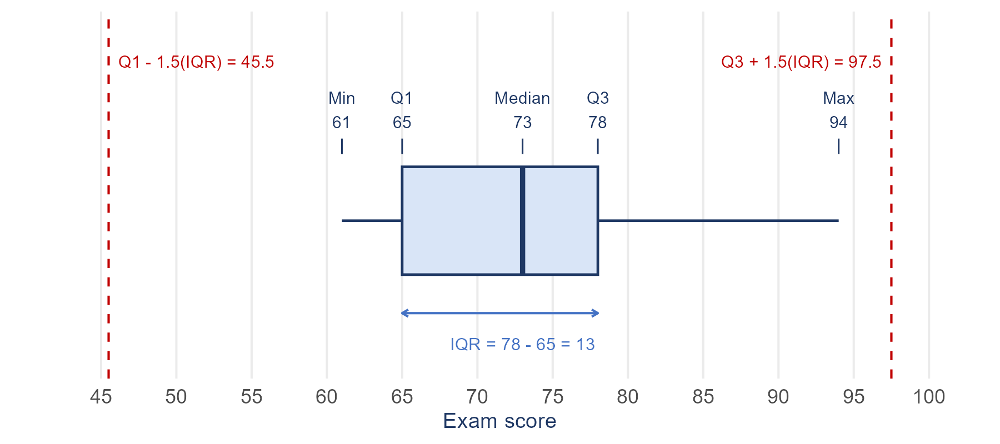 Q1 - 1.5(IQR) = 45.5
Q3 + 1.5(IQR) = 97.5
Min
61
Q1
65
Median
73
Q3
78
Max
94
IQR = 78 - 65 = 13
45 50 55 60 65 70 75 80 85 90 95 100
Exam score